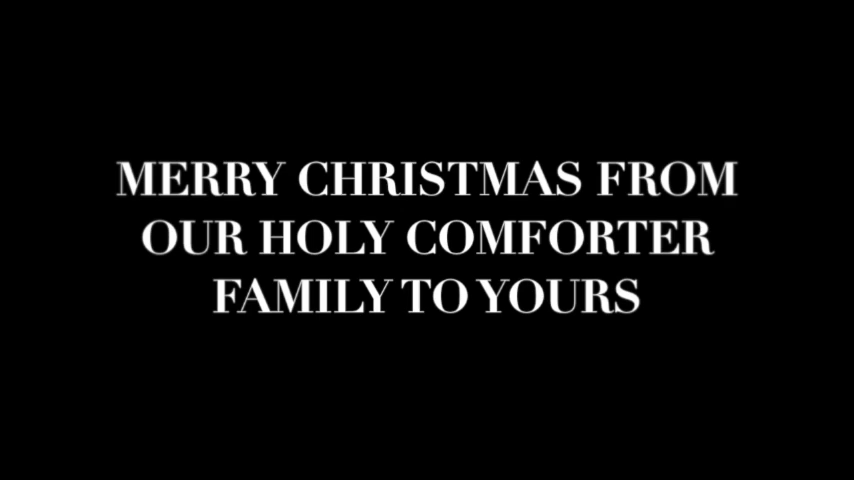 MERRY CHRISTMAS FROM
OUR HOLY COMFORTER
FAMILY TO YOURS